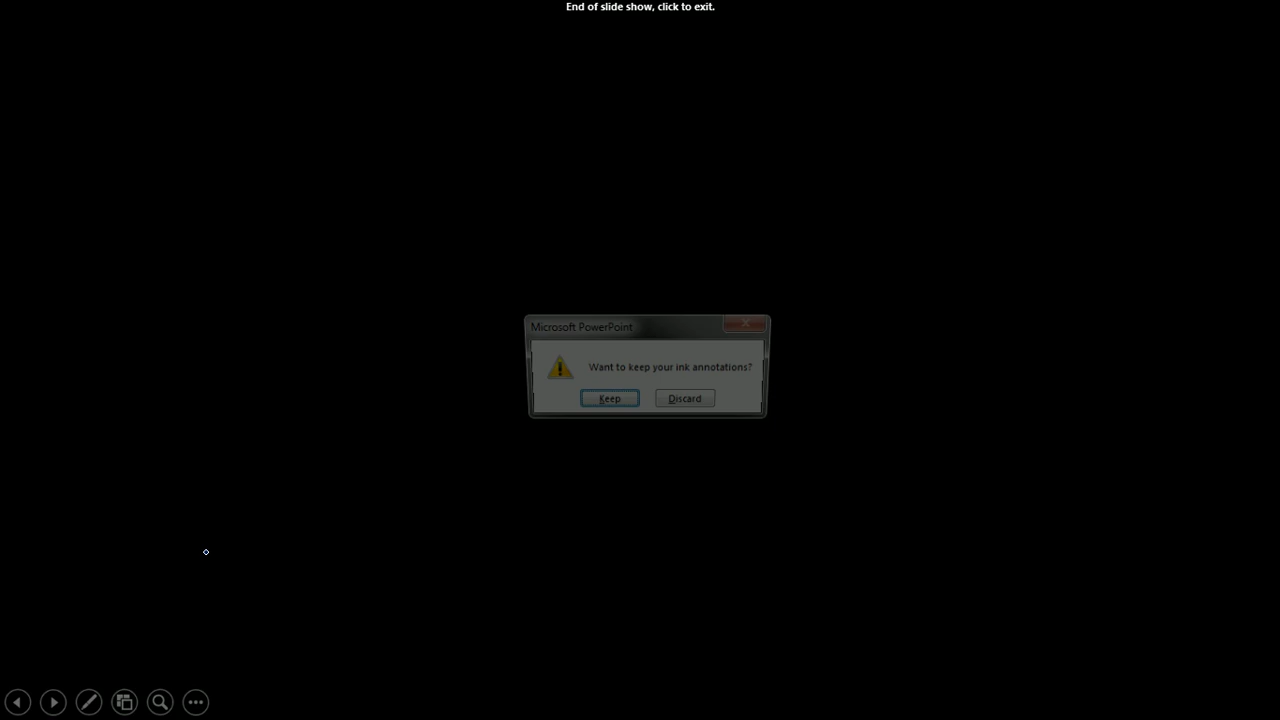 End of slide show, click to exit.
Microsoft PowerPoint
Want to keep your ink annotations?
Keep
Discard